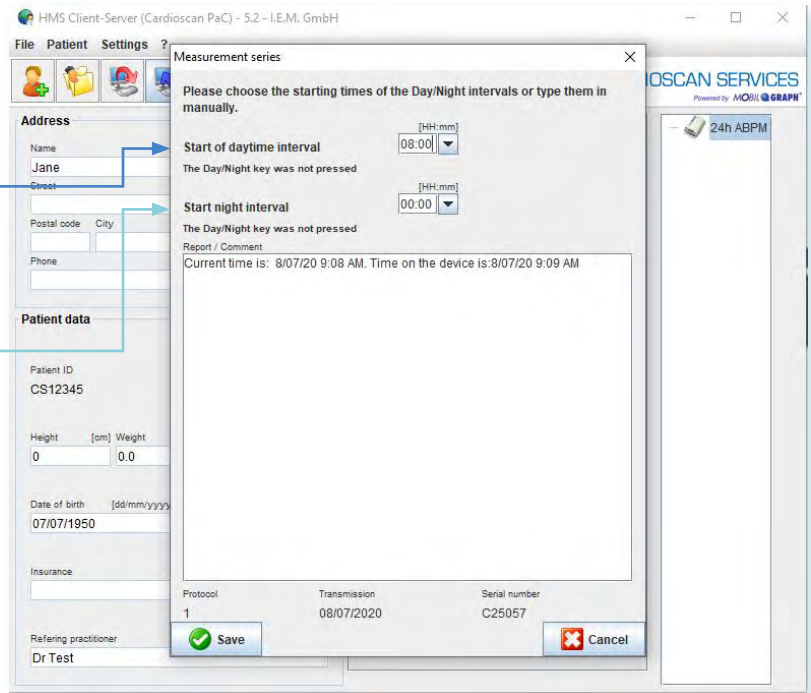 HMS Client-Server (Cardioscan PaC) - 5.2 - I.E.M. GmbH
File Patient Settings ?
Measurement series
Please choose the starting times of the Day/Night intervals or type them in
manually.
[HH:mm]
Start of daytime interval 08:00
The Day/Night key was not pressed
[HH:mm]
Start night interval 00:00
The Day/Night key was not pressed
Report / Comment
Current time is: 8/07/20 9:08 AM. Time on the device is:8/07/20 9:09 AM
Protocol Transmission Serial number
1 08/07/2020 C25057
Save Cancel
Address
Name
Jane
Street
Postal code City
Phone
Patient data
Patient ID
CS12345
Height [cm] Weight
0 0.0
Date of birth [dd/mm/yyyy
07/07/1950
Insurance
Refering practitioner
Dr Test
IOSCAN SERVICES
Powered by MOBIL GRAPH
24h ABPM